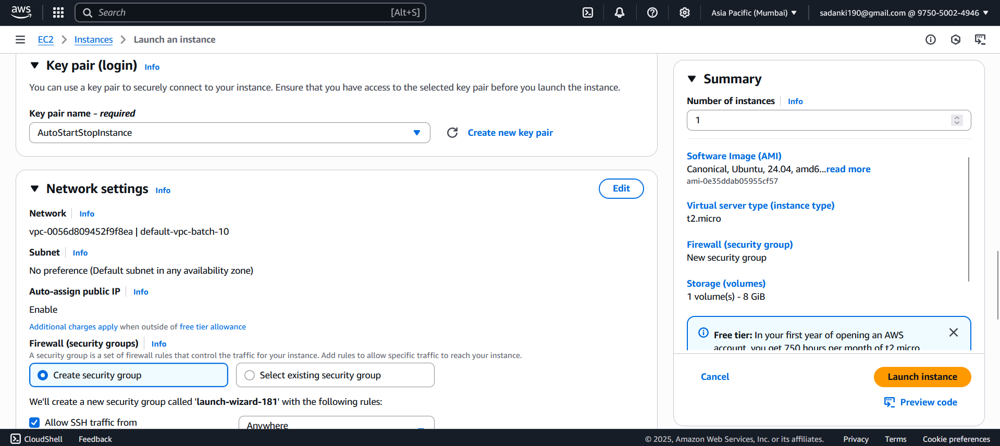 aws
Search [Alt+S]
Asia Pacific (Mumbai)
sadanki190@gmail.com @ 9750-5002-4946
EC2 Instances Launch an instance
Key pair (login) Info
You can use a key pair to securely connect to your instance. Ensure that you have access to the selected key pair before you launch the instance.
Key pair name - required
AutoStartStopInstance
Create new key pair
Network settings Info
Edit
Network Info
vpc-0056d809452f9f8ea | default-vpc-batch-10
Subnet Info
No preference (Default subnet in any availability zone)
Auto-assign public IP Info
Enable
Additional charges apply when outside of free tier allowance
Firewall (security groups) Info
A security group is a set of firewall rules that control the traffic for your instance. Add rules to allow specific traffic to reach your instance.
Create security group
Select existing security group
We'll create a new security group called 'launch-wizard-181' with the following rules:
Allow SSH traffic from
Anywhere
Summary
Number of instances Info
1
Software Image (AMI)
Canonical, Ubuntu, 24.04, amd6...read more
ami-0e35ddab05955cf57
Virtual server type (instance type)
t2.micro
Firewall (security group)
New security group
Storage (volumes)
1 volume(s) - 8 GiB
Free tier: In your first year of opening an AWS
account, you get 750 hours per month of t2.micro
Cancel
Launch instance
Preview code
CloudShell Feedback
© 2025, Amazon Web Services, Inc. or its affiliates. Privacy Terms Cookie preferences